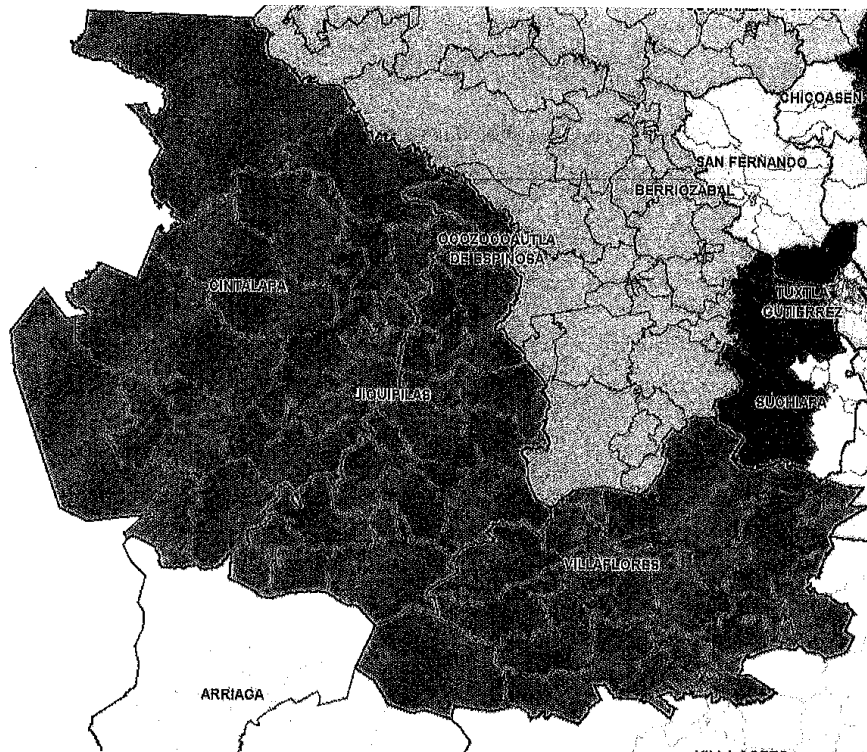 CHICOASEN
SAN FERNANDO
BERRIOZABAL
OCOZOCOAUTLA
DE ESPINOSA
CINTALAPA
TUXTLA
GUTIERREZ
JIQUIPILAS
SUCHIAPA
VILLAFLORES
ARRIAGA